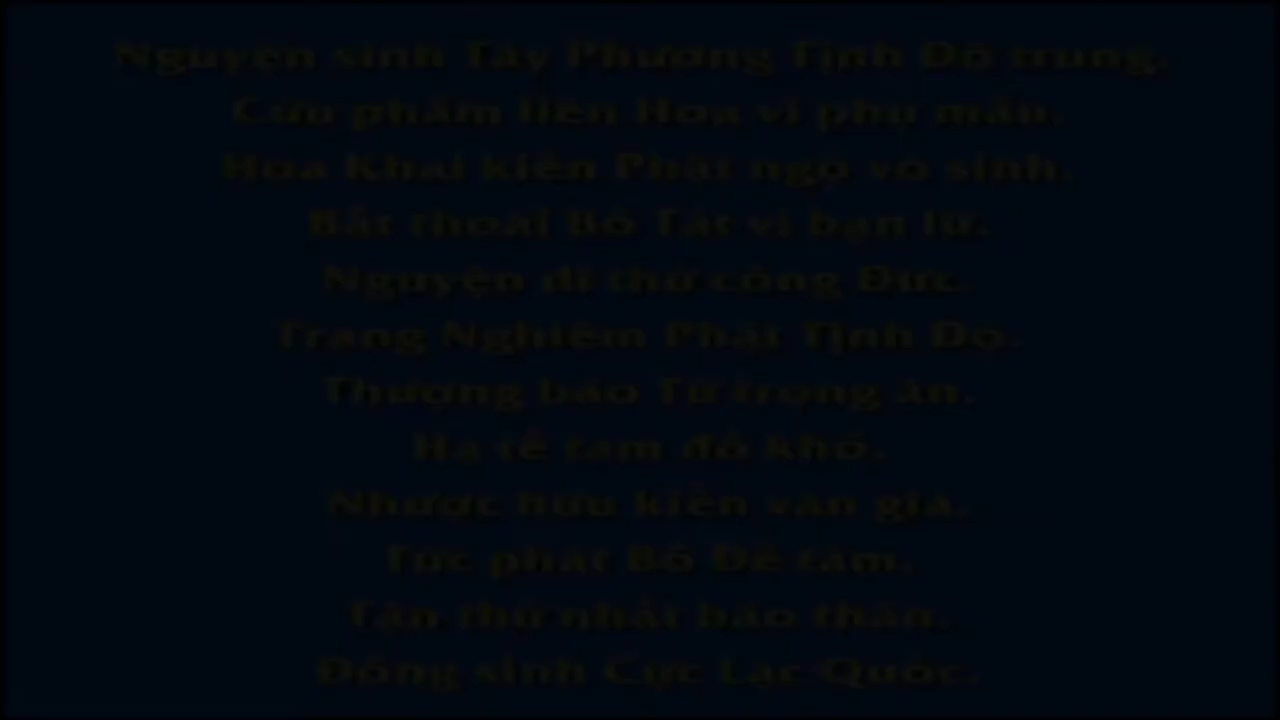 Nguyện sinh Tây Phương Tịnh Độ trung.
Cửu phẩm liên Hoa vi phụ mẫu.
Hoa Khai kiến Phật ngộ vô sinh.
Bất thoái Bồ Tát vi bạn lữ.
Nguyện dĩ thử công Đức.
Trang Nghiêm Phật Tịnh Độ.
Thượng báo Tứ trọng ân.
Hạ tế tam đồ khổ.
Nhược hữu kiến văn giả.
Tức phát Bồ Đề tâm.
Tận thử nhất báo thân.
Đồng sinh Cực Lạc Quốc.